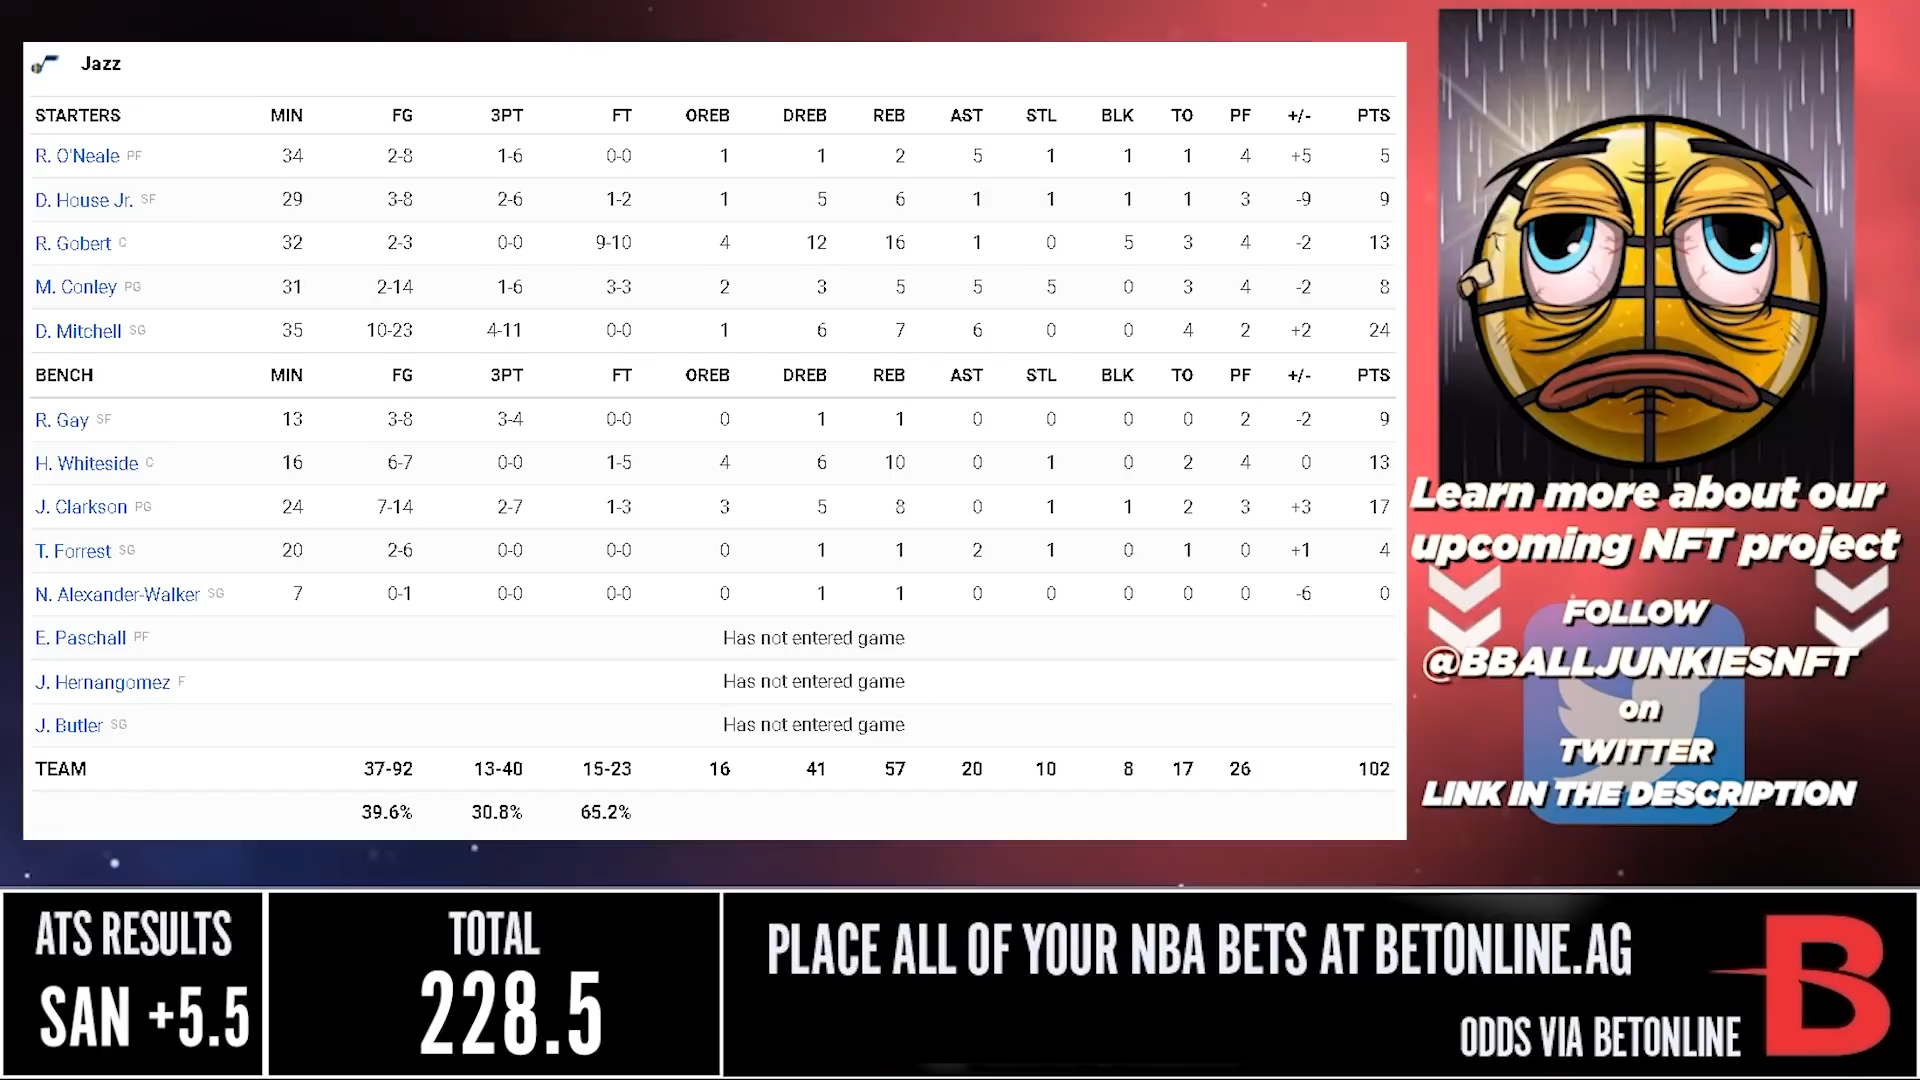 Jazz
STARTERS MIN FG 3PT FT OREB DREB REB AST STL BLK TO PF +/- PTS
R. O'Neale PF 34 2-8 1-6 0-0 1 1 2 5 1 1 1 4 +5 5
D. House Jr. SF 29 3-8 2-6 1-2 1 5 6 1 1 1 1 3 -9 9
R. Gobert C 32 2-3 0-0 9-10 4 12 16 1 0 5 3 4 -2 13
M. Conley PG 31 2-14 1-6 3-3 2 3 5 5 5 0 3 4 -2 8
D. Mitchell SG 35 10-23 4-11 0-0 1 6 7 6 0 0 4 2 +2 24
BENCH MIN FG 3PT FT OREB DREB REB AST STL BLK TO PF +/- PTS
R. Gay SF 13 3-8 3-4 0-0 0 1 1 0 0 0 0 2 -2 9
H. Whiteside C 16 6-7 0-0 1-5 4 6 10 0 1 0 2 4 0 13
J. Clarkson PG 24 7-14 2-7 1-3 3 5 8 0 1 1 2 3 +3 17
T. Forrest SG 20 2-6 0-0 0-0 0 1 1 2 1 0 1 0 +1 4
N. Alexander-Walker SG 7 0-1 0-0 0-0 0 1 1 0 0 0 0 0 -6 0
E. Paschall PF Has not entered game
J. Hernangomez F Has not entered game
J. Butler SG Has not entered game
TEAM 37-92 13-40 15-23 16 41 57 20 10 8 17 26 102
39.6% 30.8% 65.2%
Learn more about our
upcoming NFT project
FOLLOW
@BBALLJUNKIESNFT
on
TWITTER
LINK IN THE DESCRIPTION
ATS RESULTS
SAN +5.5
TOTAL
228.5
PLACE ALL OF YOUR NBA BETS AT BETONLINE.AG
ODDS VIA BETONLINE
B